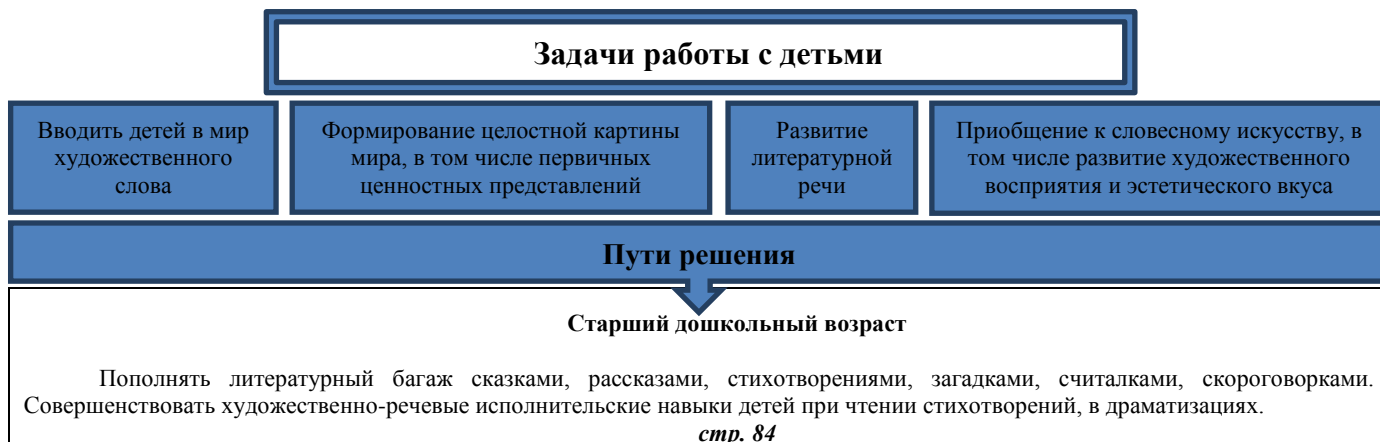 Задачи работы с детьми
Вводить детей в мир
художественного
слова
Формирование целостной картины
мира, в том числе первичных
ценностных представлений
Развитие
литературной
речи
Приобщение к словесному искусству, в
том числе развитие художественного
восприятия и эстетического вкуса
Пути решения
Старший дошкольный возраст
Пополнять литературный багаж сказками, рассказами, стихотворениями, загадками, считалками, скороговорками.
Совершенствовать художественно-речевые исполнительские навыки детей при чтении стихотворений, в драматизациях.
стр. 84